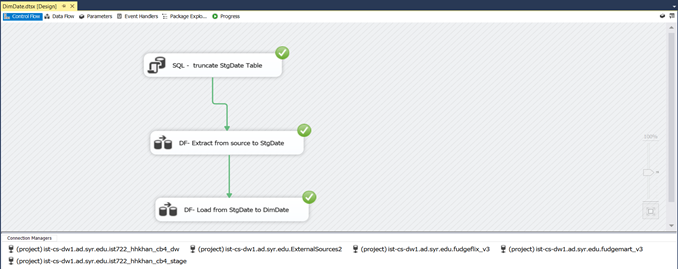 DimDate.dtsx [Design]
Control Flow Data Flow Parameters Event Handlers Package Explo... Progress
SQL - truncate StgDate Table
DF- Extract from source to StgDate
DF- Load from StgDate to DimDate
100%
Connection Managers
(project) ist-cs-dw1.ad.syr.edu.ist722_hhkhan_cb4_dw (project) ist-cs-dw1.ad.syr.edu.ExternalSources2 (project) ist-cs-dw1.ad.syr.edu.fudgeflix_v3 (project) ist-cs-dw1.ad.syr.edu.fudgemart_v3
(project) ist-cs-dw1.ad.syr.edu.ist722_hhkhan_cb4_stage